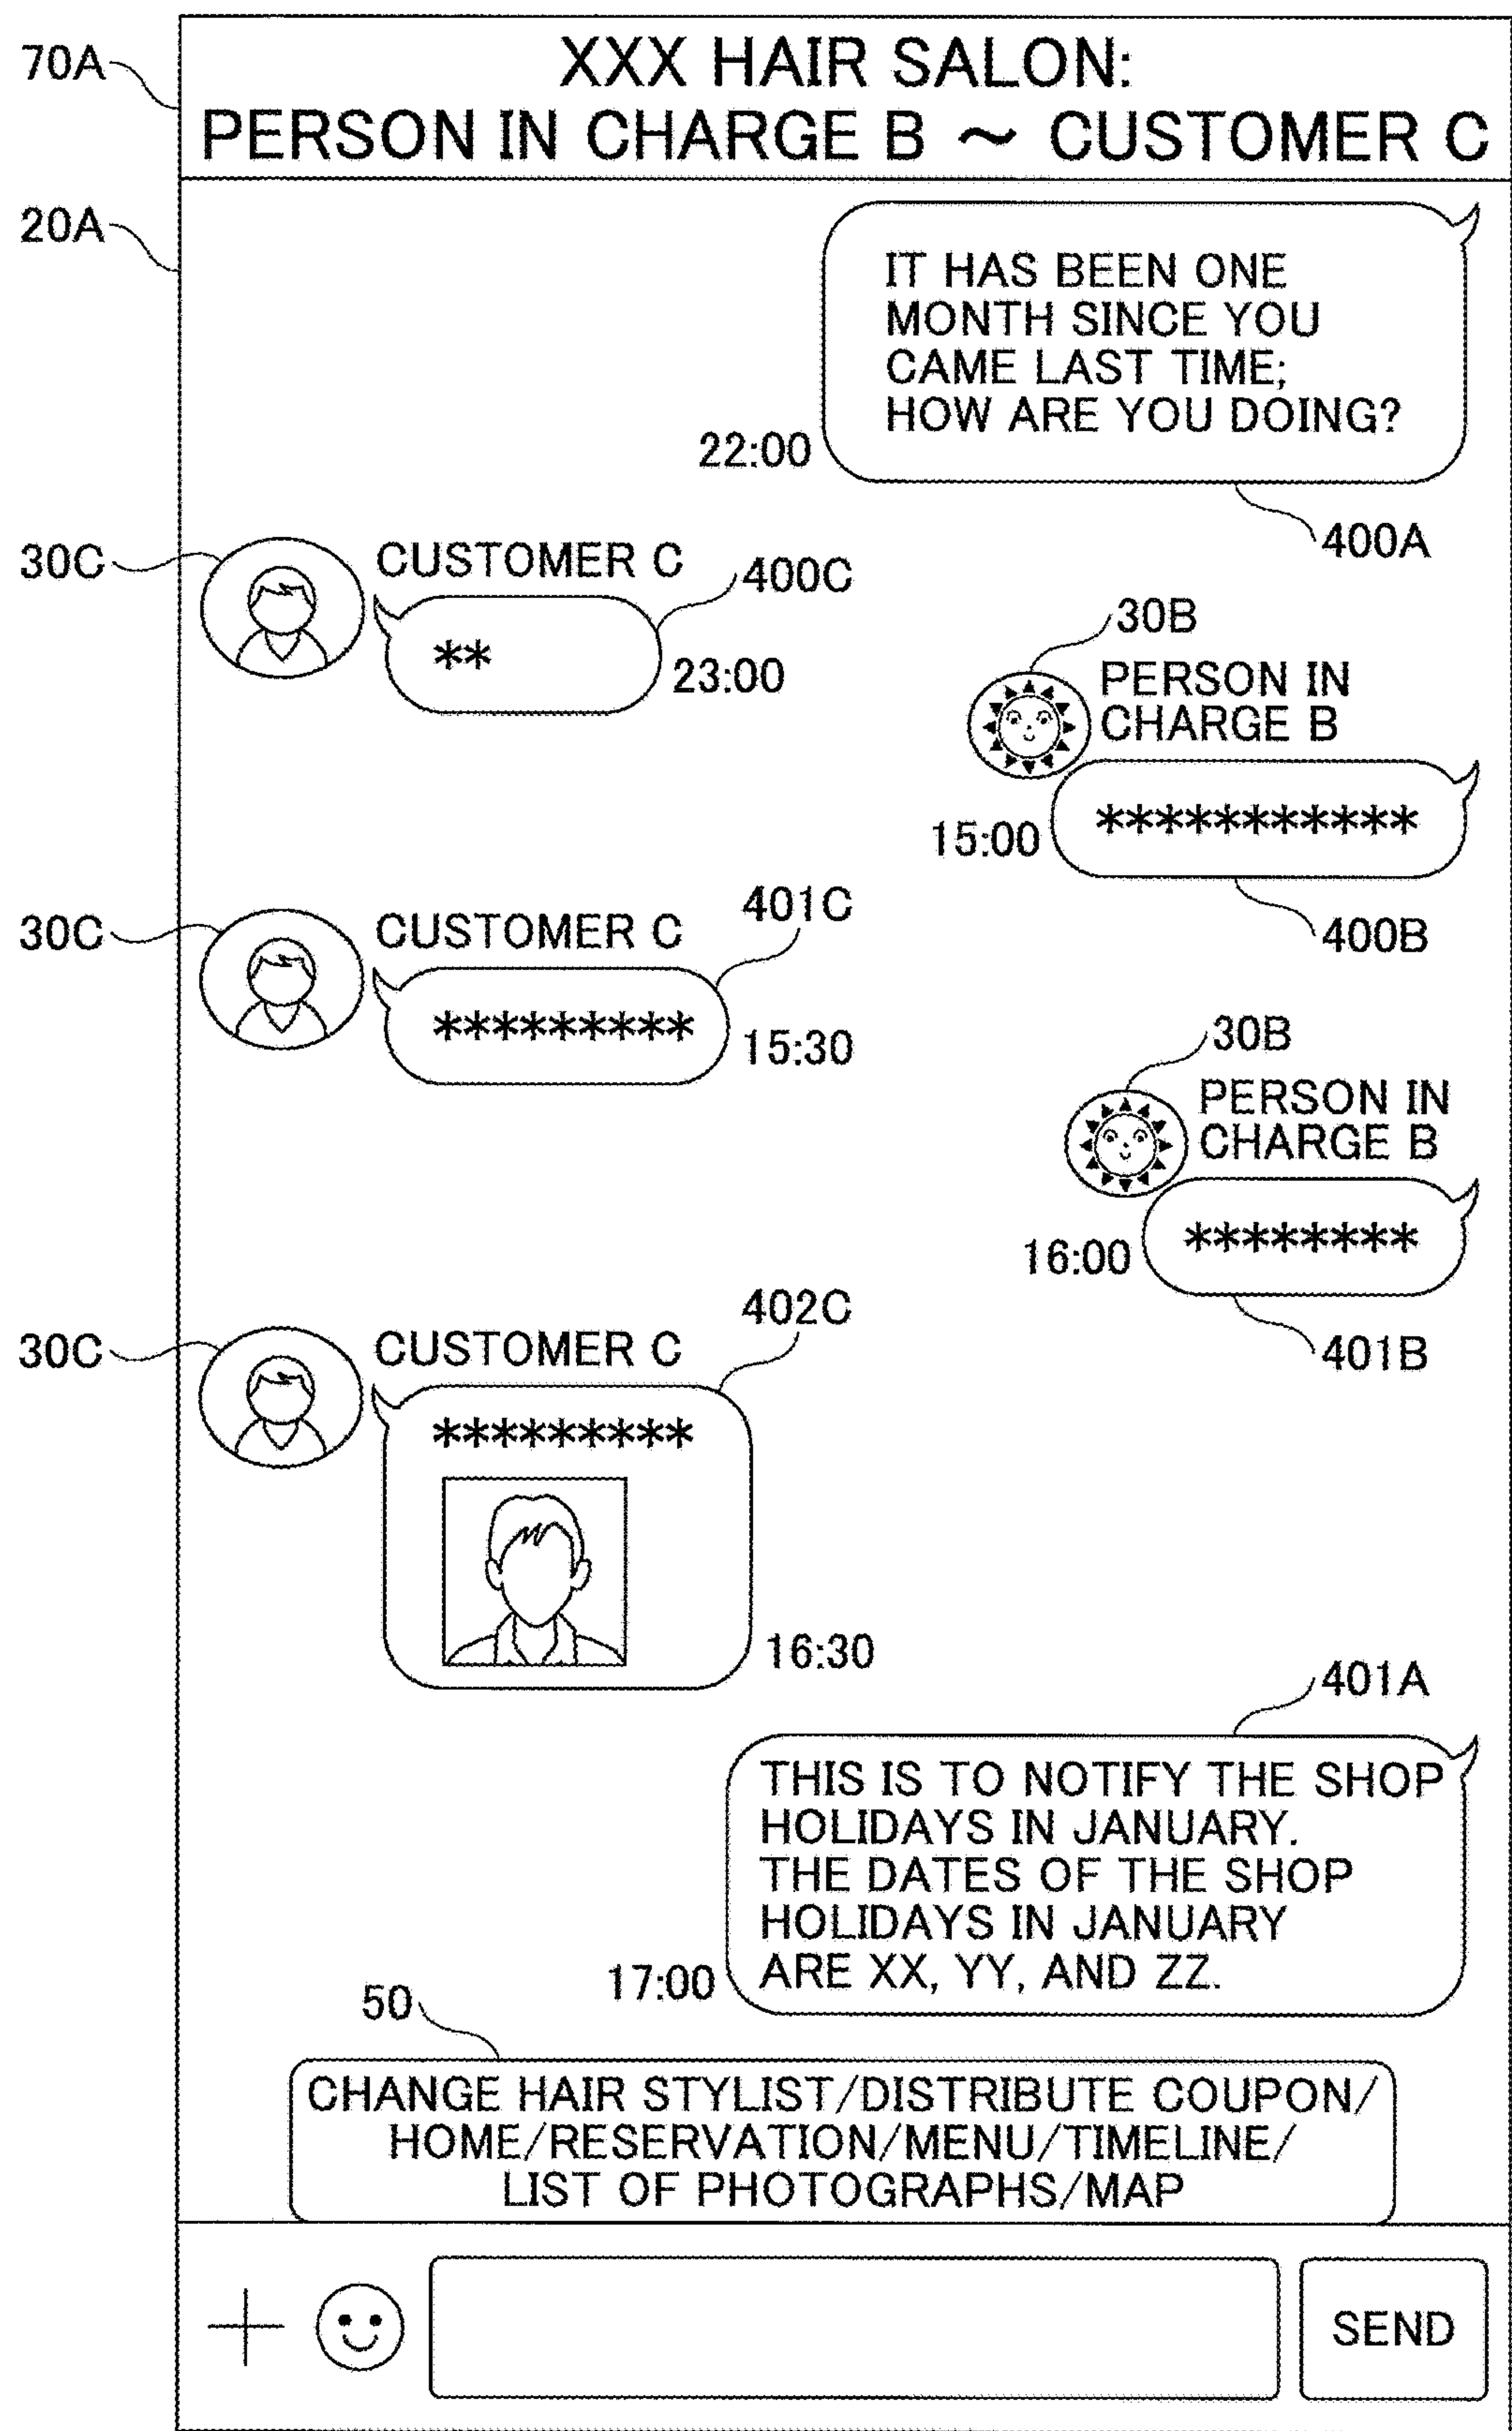 70A
XXX HAIR SALON:
PERSON IN CHARGE B ~ CUSTOMER C
20A
IT HAS BEEN ONE
MONTH SINCE YOU
CAME LAST TIME;
HOW ARE YOU DOING?
22:00
400A
30C
CUSTOMER C
400C
**
23:00
30B
PERSON IN
CHARGE B
***********
15:00
400B
30C
CUSTOMER C
401C
*********
15:30
30B
PERSON IN
CHARGE B
********
16:00
401B
30C
CUSTOMER C
402C
*********
16:30
401A
THIS IS TO NOTIFY THE SHOP
HOLIDAYS IN JANUARY.
THE DATES OF THE SHOP
HOLIDAYS IN JANUARY
ARE XX, YY, AND ZZ.
17:00
50
CHANGE HAIR STYLIST/DISTRIBUTE COUPON/
HOME/RESERVATION/MENU/TIMELINE/
LIST OF PHOTOGRAPHS/MAP
SEND